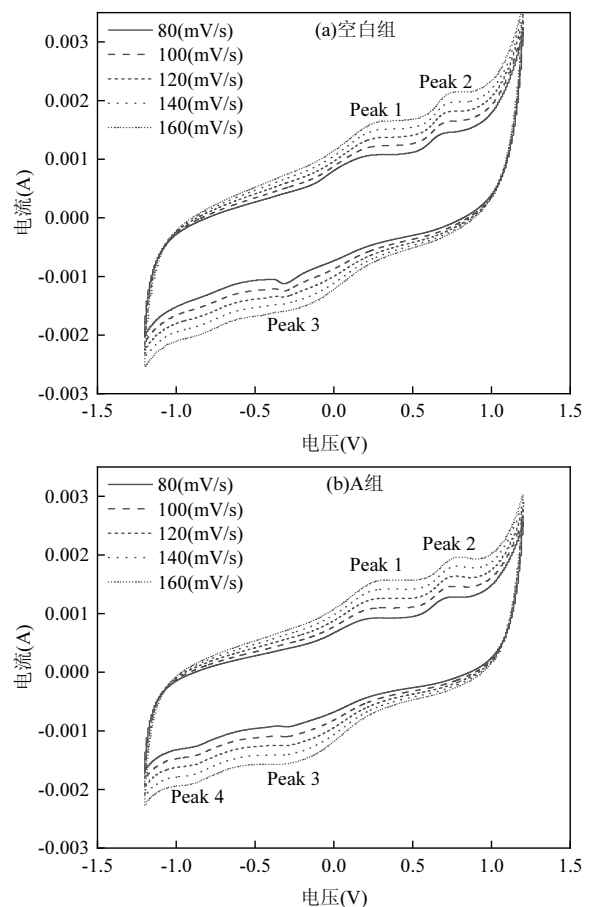 (a)空白组
80(mV/s)
100(mV/s)
120(mV/s)
140(mV/s)
160(mV/s)
Peak 1
Peak 2
Peak 3
0.003
0.002
0.001
0.000
-0.001
-0.002
-0.003
电流(A)
-1.5 -1.0 -0.5 0.0 0.5 1.0 1.5
电压(V)
(b)A组
80(mV/s)
100(mV/s)
120(mV/s)
140(mV/s)
160(mV/s)
Peak 1
Peak 2
Peak 3
Peak 4
0.003
0.002
0.001
0.000
-0.001
-0.002
-0.003
电流(A)
-1.5 -1.0 -0.5 0.0 0.5 1.0 1.5
电压(V)